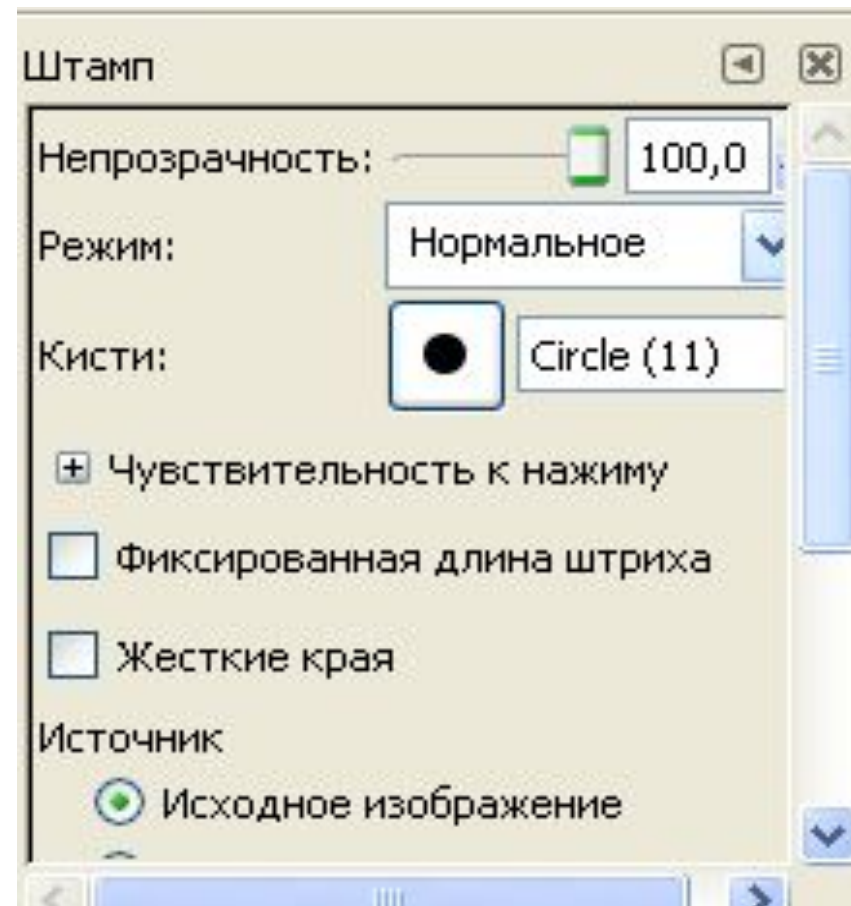 Штамп
Непрозрачность: 100,0
Режим: Нормальное
Кисти: Circle (11)
Чувствительность к нажиму
Фиксированная длина штриха
Жесткие края
Источник
Исходное изображение